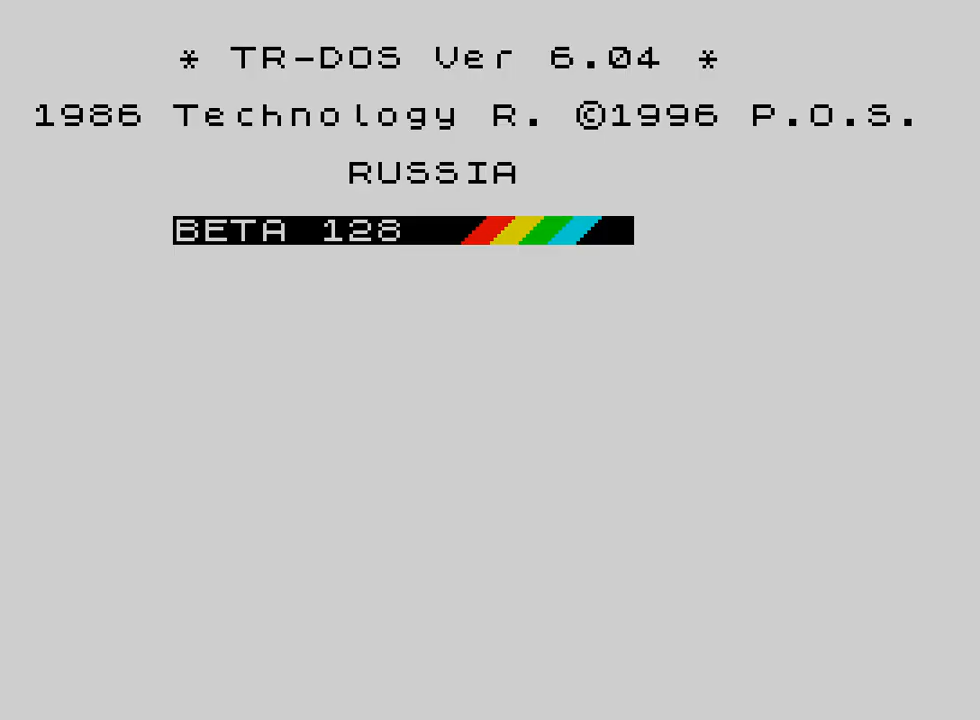 * TR-DOS Ver 6.04 *
1986 Technology R. ©1996 P.O.S.
RUSSIA
BETA 128